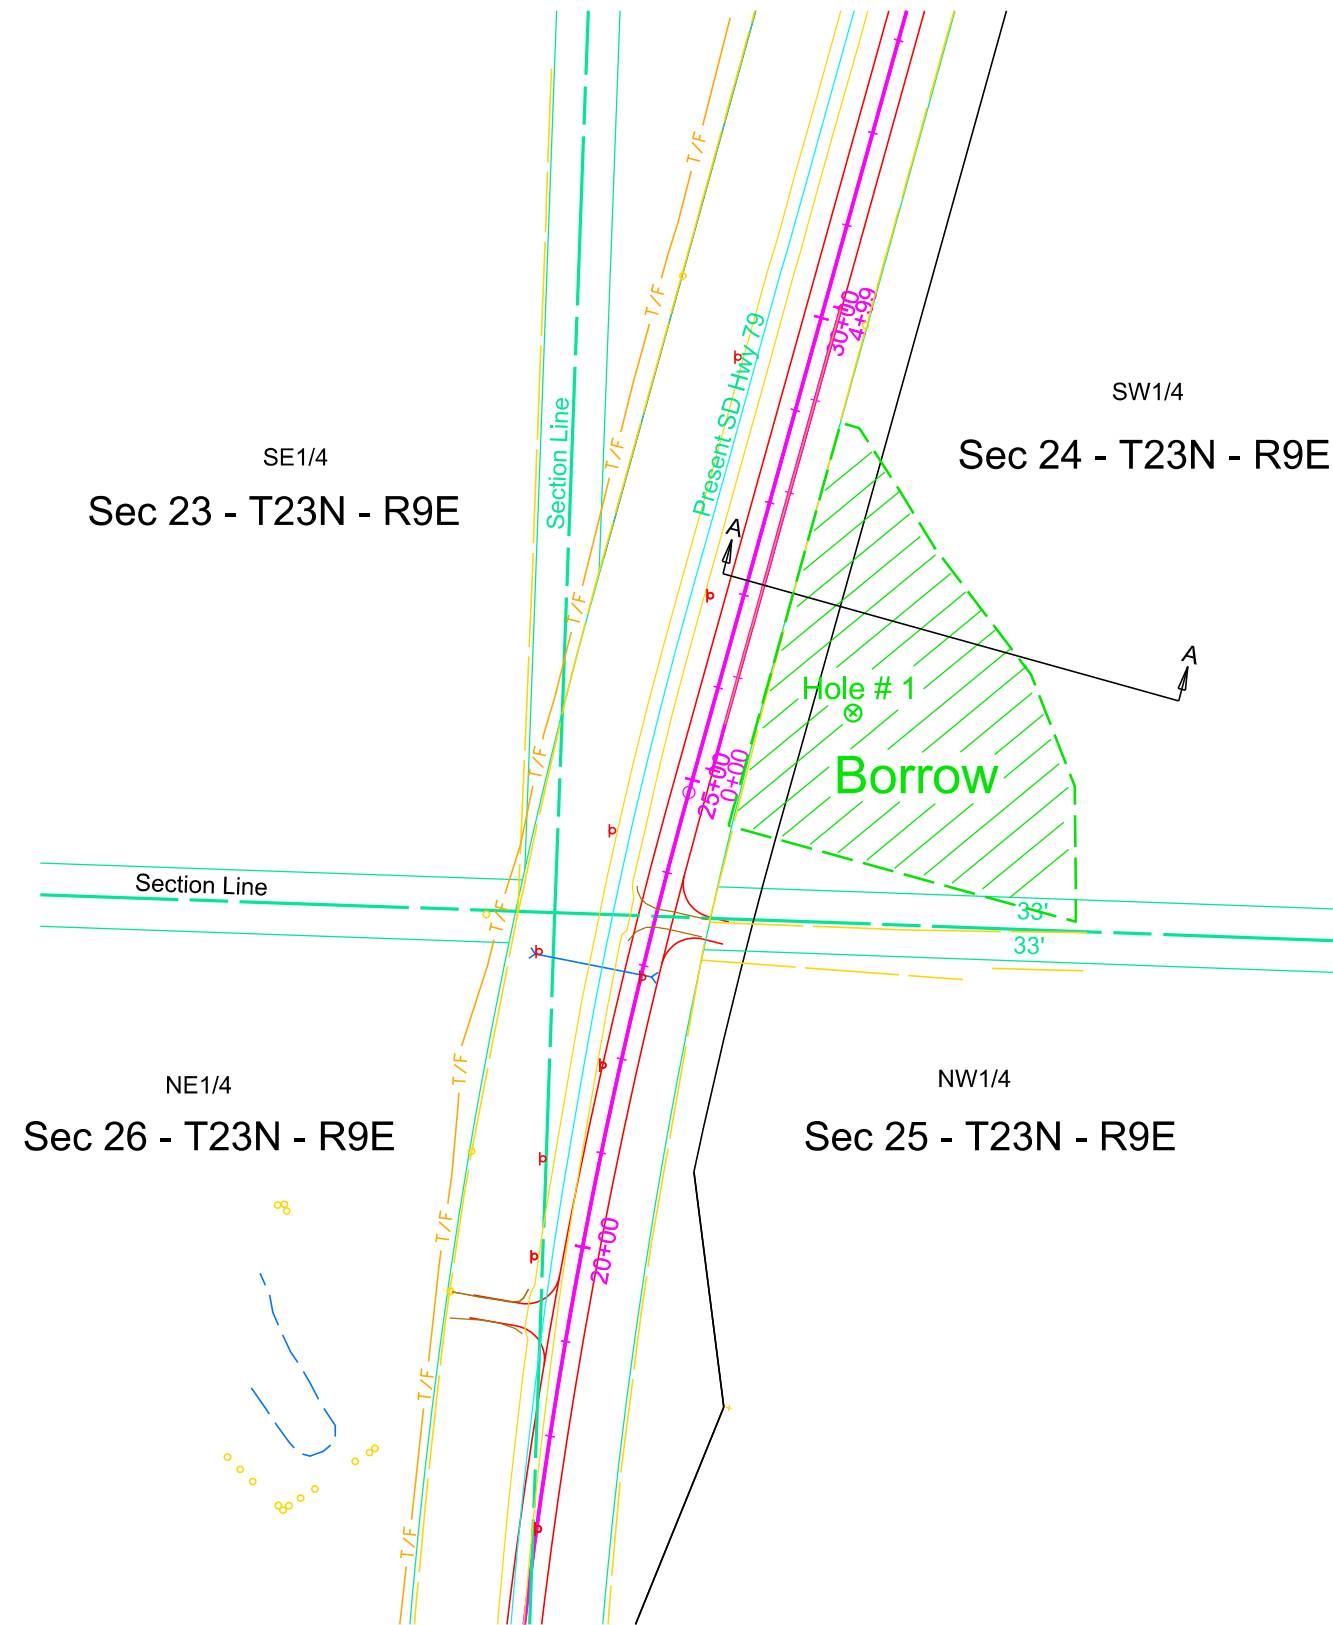 T/F
T/F
30+00
4+99
Present SD Hwy 79
SW1/4
Sec 24 - T23N - R9E
Section Line
T/F
SE1/4
Sec 23 - T23N - R9E
A
T/F
A
Hole # 1
T/F
25+00
0+00
Borrow
Section Line
T/F
33'
33'
T/F
NE1/4
Sec 26 - T23N - R9E
NW1/4
Sec 25 - T23N - R9E
T/F
20+00
T/F
T/F